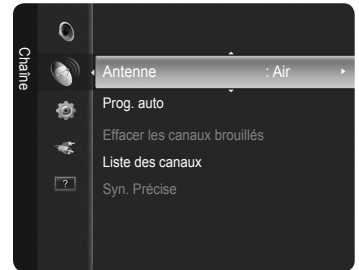 Chaîne
Antenne : Air
Prog. auto
Effacer les canaux brouillés
Liste des canaux
Syn. Précise
?